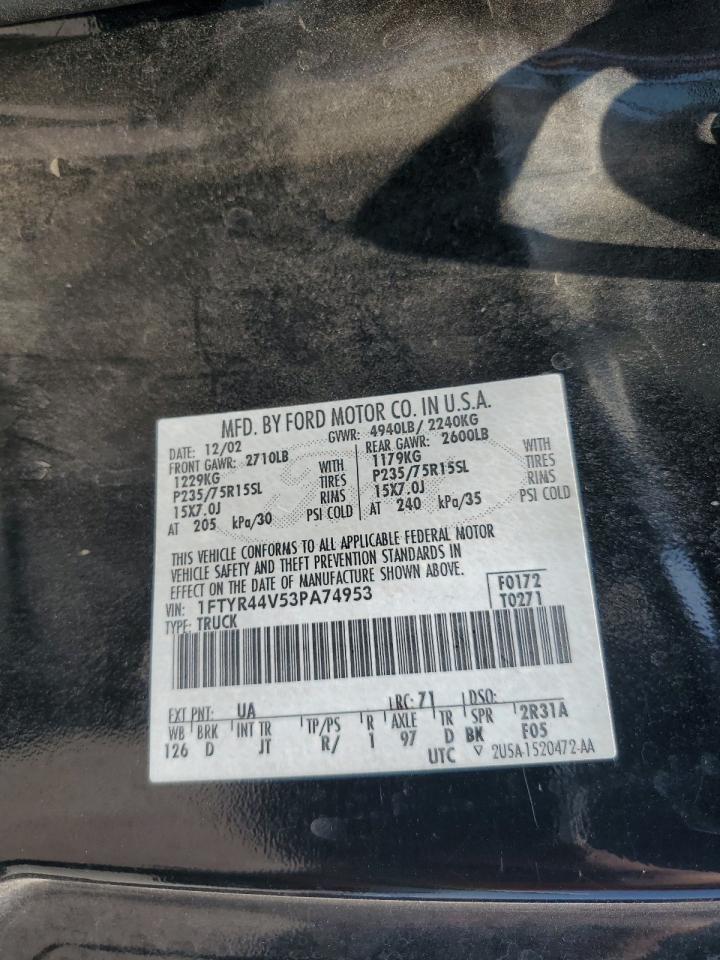 MFD. BY FORD MOTOR CO. IN U.S.A.
DATE: 12/02 GVWR: 4940LB/ 2240KG
FRONT GAWR: 2710LB REAR GAWR: 2600LB
1229KG WITH 1179KG WITH
P235/75R15SL TIRES P235/75R15SL TIRES
15X7.0J RIMS 15X7.0J RIMS
AT 205 kPa/30 PSI COLD AT 240 kPa/35 PSI COLD
THIS VEHICLE CONFORMS TO ALL APPLICABLE FEDERAL MOTOR
VEHICLE SAFETY AND THEFT PREVENTION STANDARDS IN
EFFECT ON THE DATE OF MANUFACTURE SHOWN ABOVE.
VIN: 1FTYR44V53PA74953 F0172
TYPE: TRUCK T0271
EXT PNT: UA RC: 71 DSO:
WB BRK INT TR TP/PS R AXLE TR SPR 2R31A
126 D JT R/ 1 97 D BK F05
UTC ▽ 2U5A-1520472-AA